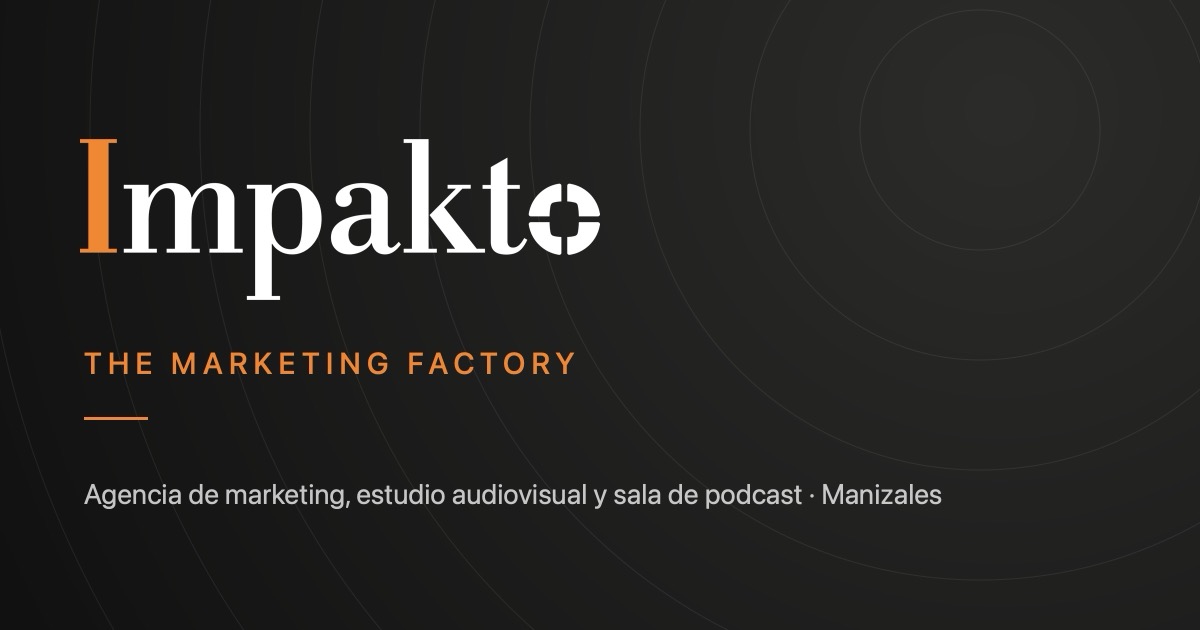 Impakto
THE MARKETING FACTORY
Agencia de marketing, estudio audiovisual y sala de podcast · Manizales